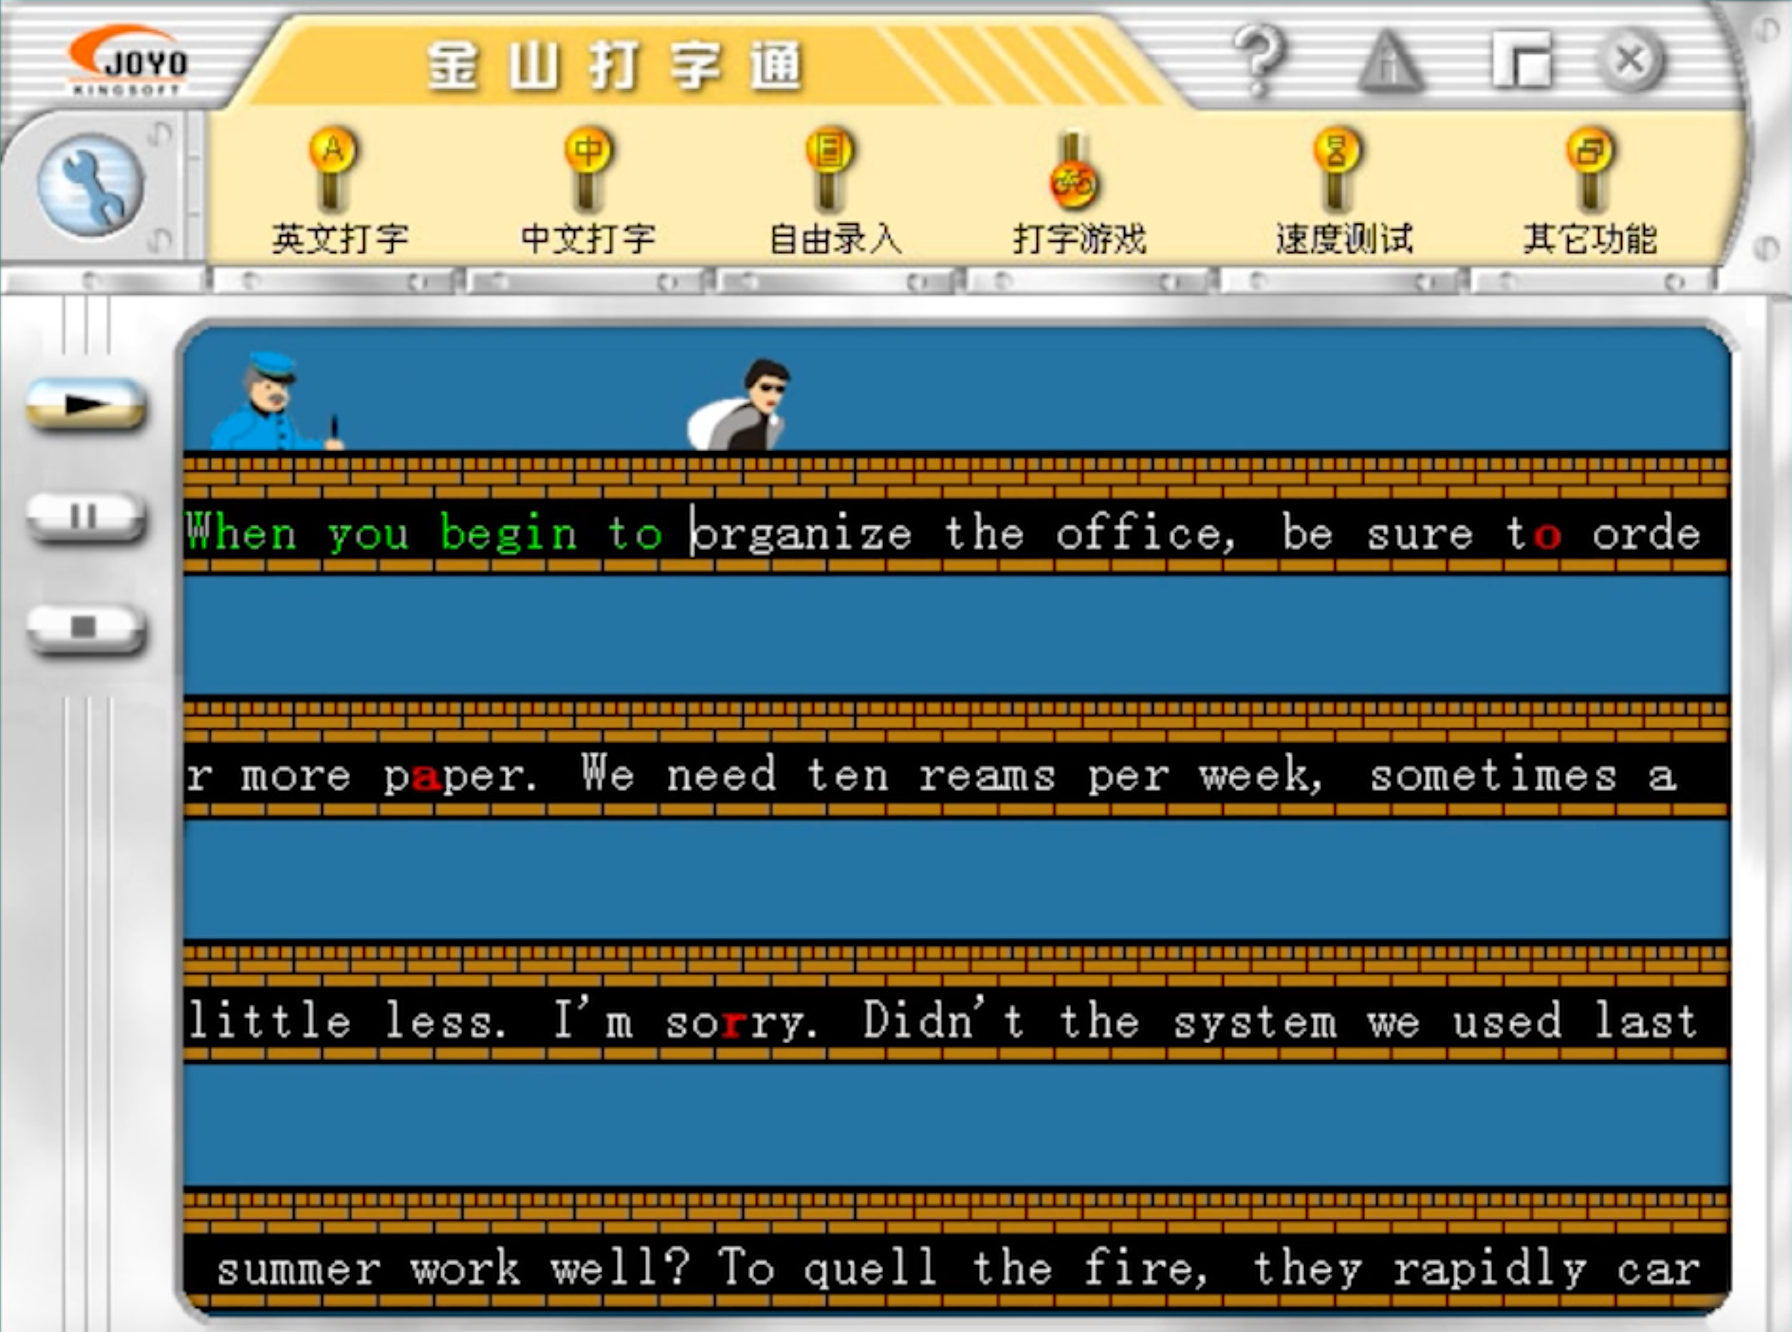 JOYO
KINGSOFT
金山打字通
英文打字 中文打字 自由录入 打字游戏 速度测试 其它功能
When you begin to organize the office, be sure to orde
r more paper. We need ten reams per week, sometimes a
little less. I'm sorry. Didn't the system we used last
summer work well? To quell the fire, they rapidly car